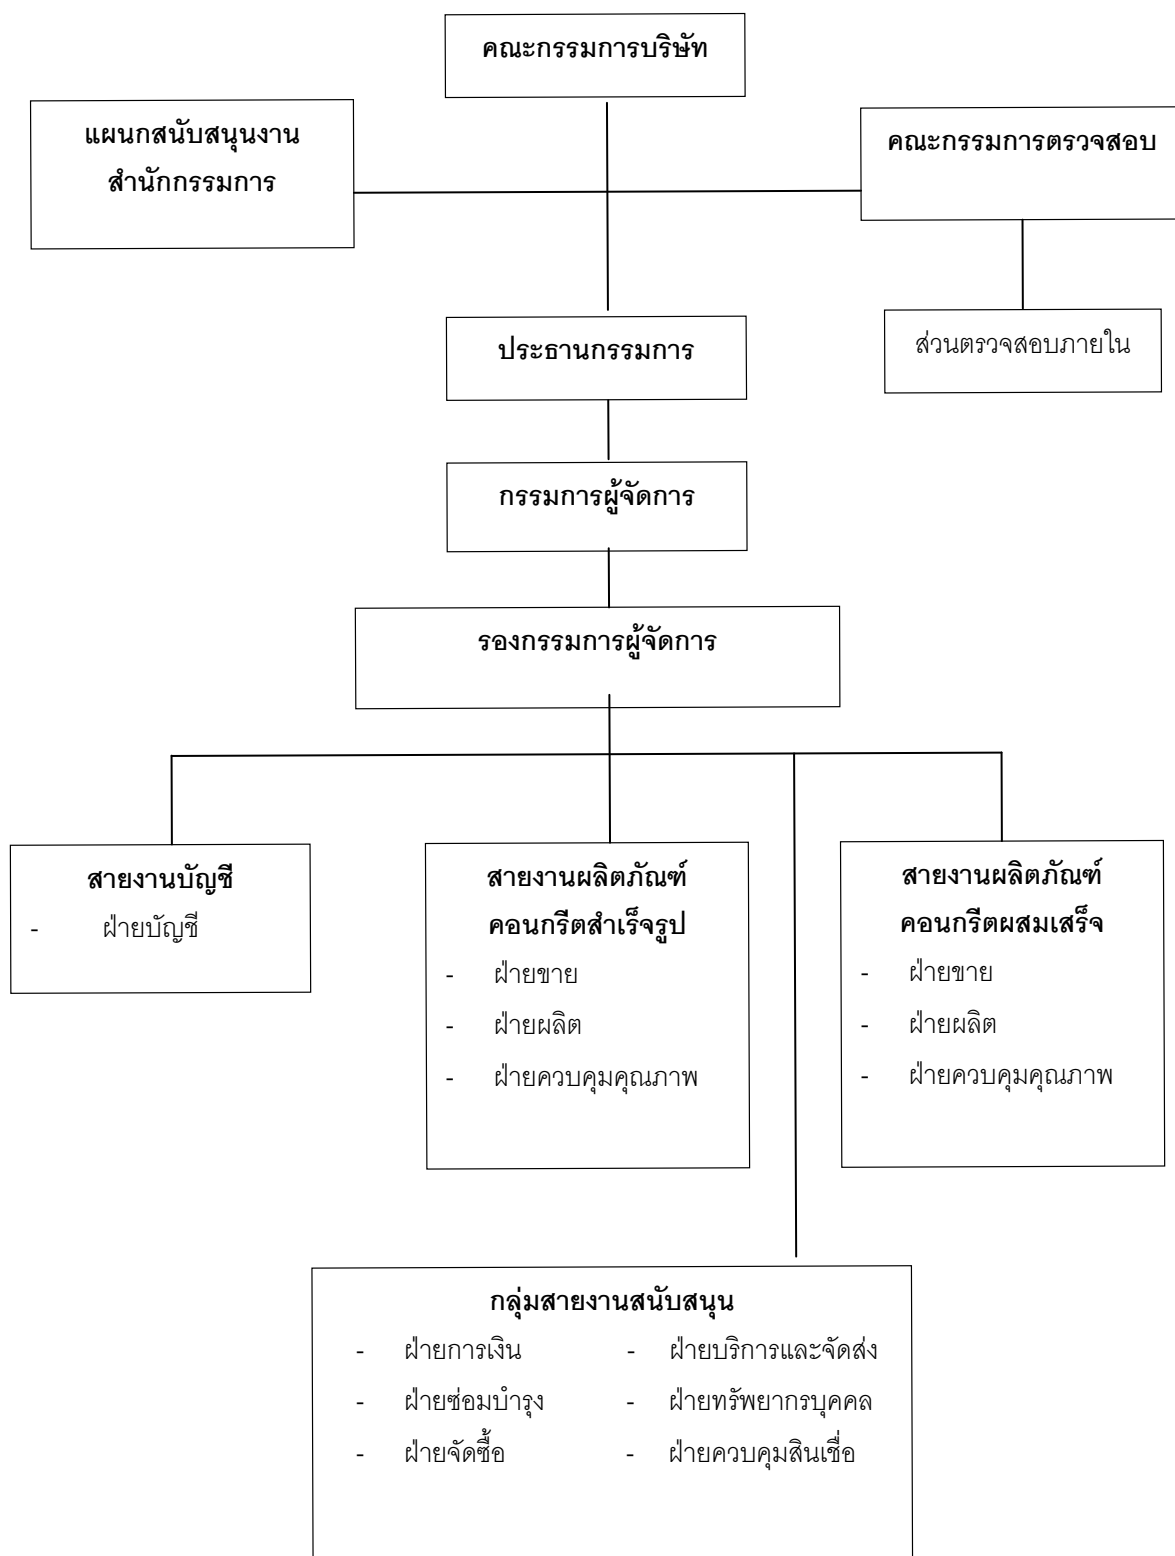 คณะกรรมการบริษัท
แผนกสนับสนุนงาน
สำนักกรรมการ
คณะกรรมการตรวจสอบ
ประธานกรรมการ
ส่วนตรวจสอบภายใน
กรรมการผู้จัดการ
รองกรรมการผู้จัดการ
สายงานบัญชี
- ฝ่ายบัญชี
สายงานผลิตภัณฑ์
คอนกรีตสำเร็จรูป
- ฝ่ายขาย
- ฝ่ายผลิต
- ฝ่ายควบคุมคุณภาพ
สายงานผลิตภัณฑ์
คอนกรีตผสมเสร็จ
- ฝ่ายขาย
- ฝ่ายผลิต
- ฝ่ายควบคุมคุณภาพ
กลุ่มสายงานสนับสนุน
- ฝ่ายการเงิน - ฝ่ายบริการและจัดส่ง
- ฝ่ายซ่อมบำรุง - ฝ่ายทรัพยากรบุคคล
- ฝ่ายจัดซื้อ - ฝ่ายควบคุมสินเชื่อ